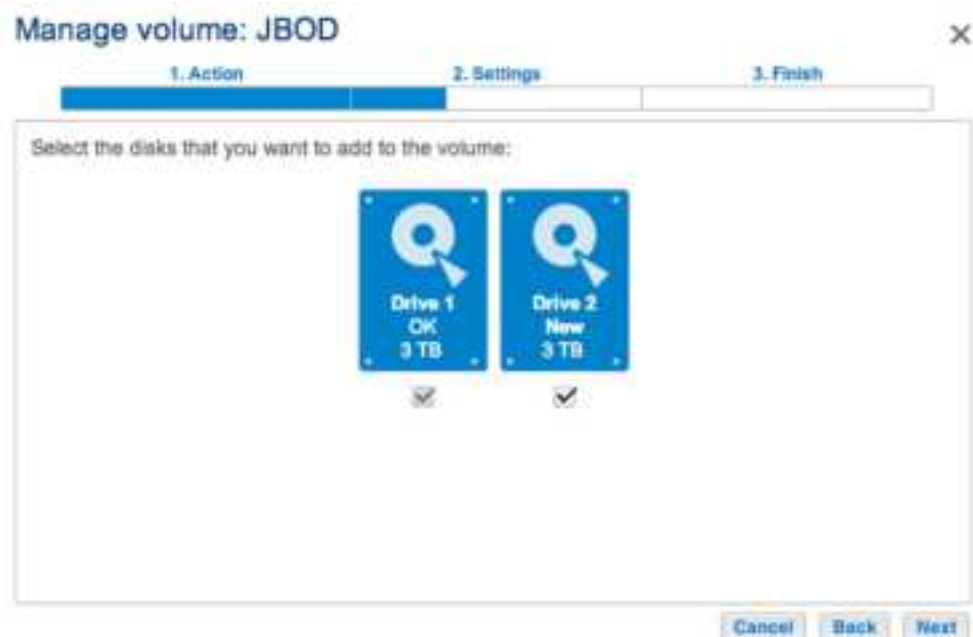 Manage volume: JBOD
1. Action
2. Settings
3. Finish
Select the disks that you want to add to the volume:
Drive 1
OK
3 TB
Drive 2
New
3 TB
Cancel
Back
Next